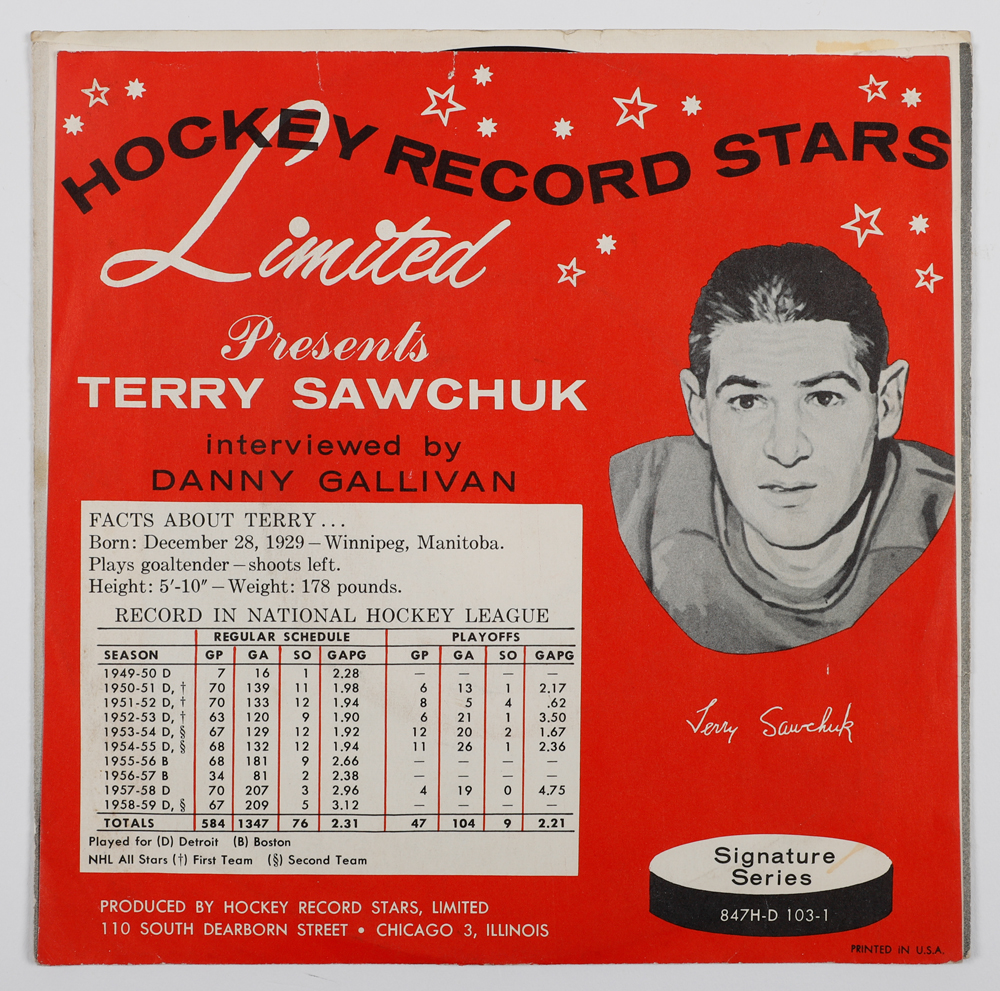 HOCKEY RECORD STARS
Limited
Presents
TERRY SAWCHUK
interviewed by
DANNY GALLIVAN
FACTS ABOUT TERRY...
Born: December 28, 1929 – Winnipeg, Manitoba.
Plays goaltender – shoots left.
Height: 5'-10" – Weight: 178 pounds.
RECORD IN NATIONAL HOCKEY LEAGUE
REGULAR SCHEDULE PLAYOFFS
SEASON GP GA SO GAPG GP GA SO GAPG
1949-50 D 7 16 1 2.28 — — — —
1950-51 D, † 70 139 11 1.98 6 13 1 2.17
1951-52 D, † 70 133 12 1.94 8 5 4 .62
1952-53 D, † 63 120 9 1.90 6 21 1 3.50
1953-54 D, § 67 129 12 1.92 12 20 2 1.67
1954-55 D, § 68 132 12 1.94 11 26 1 2.36
1955-56 B 68 181 9 2.66 — — — —
1956-57 B 34 81 2 2.38 — — — —
1957-58 D 70 207 3 2.96 4 19 0 4.75
1958-59 D, § 67 209 5 3.12 — — — —
TOTALS 584 1347 76 2.31 47 104 9 2.21
Played for (D) Detroit (B) Boston
NHL All Stars (†) First Team (§) Second Team
Terry Sawchuk
Signature
Series
847H-D 103-1
PRODUCED BY HOCKEY RECORD STARS, LIMITED
110 SOUTH DEARBORN STREET • CHICAGO 3, ILLINOIS
PRINTED IN U.S.A.